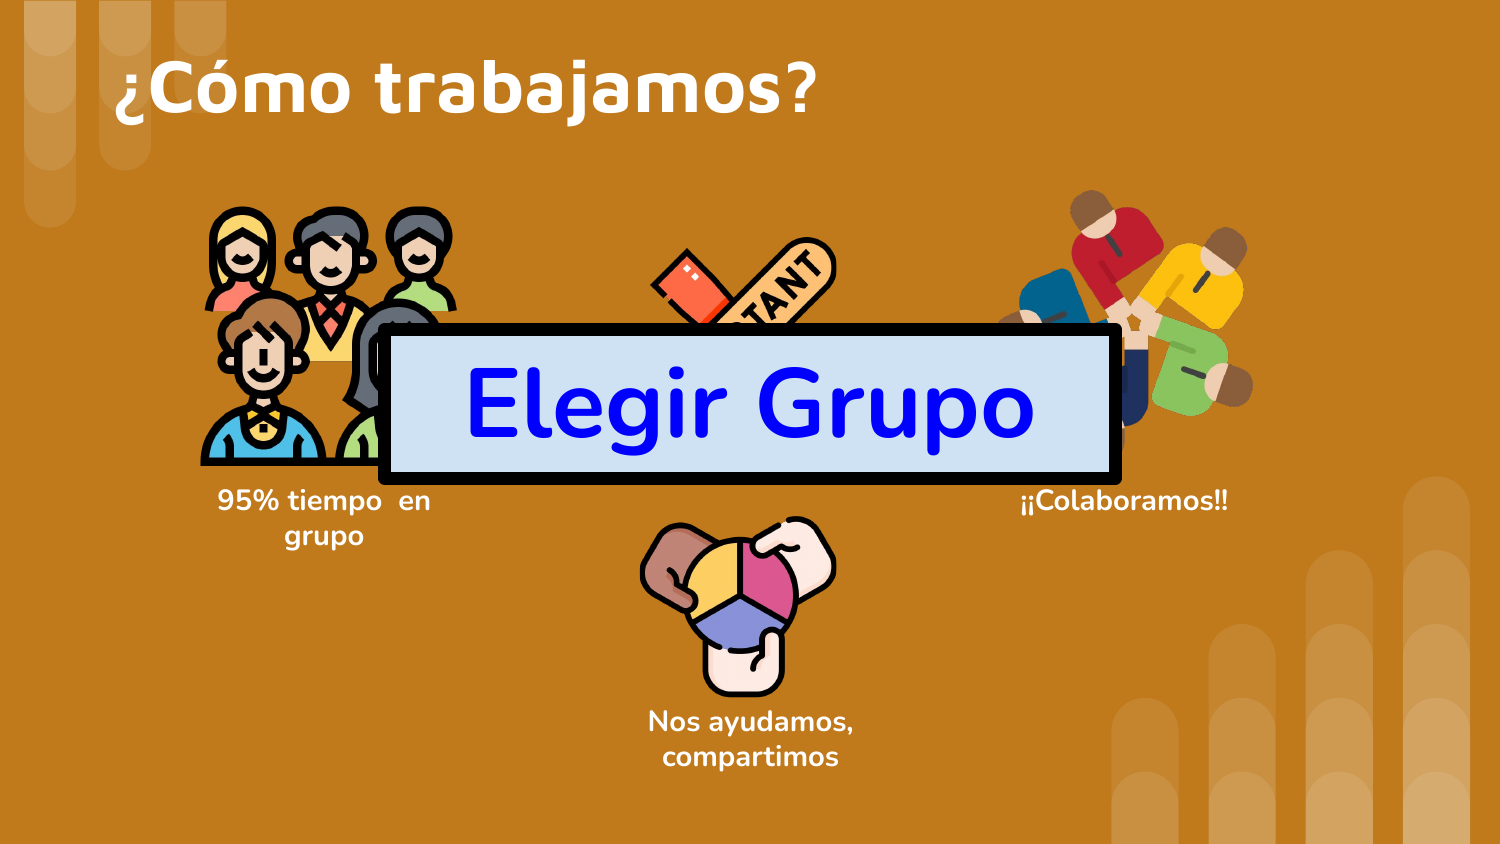 ¿Cómo trabajamos?
Elegir Grupo
95% tiempo en
grupo
¡¡Colaboramos!!
Nos ayudamos,
compartimos